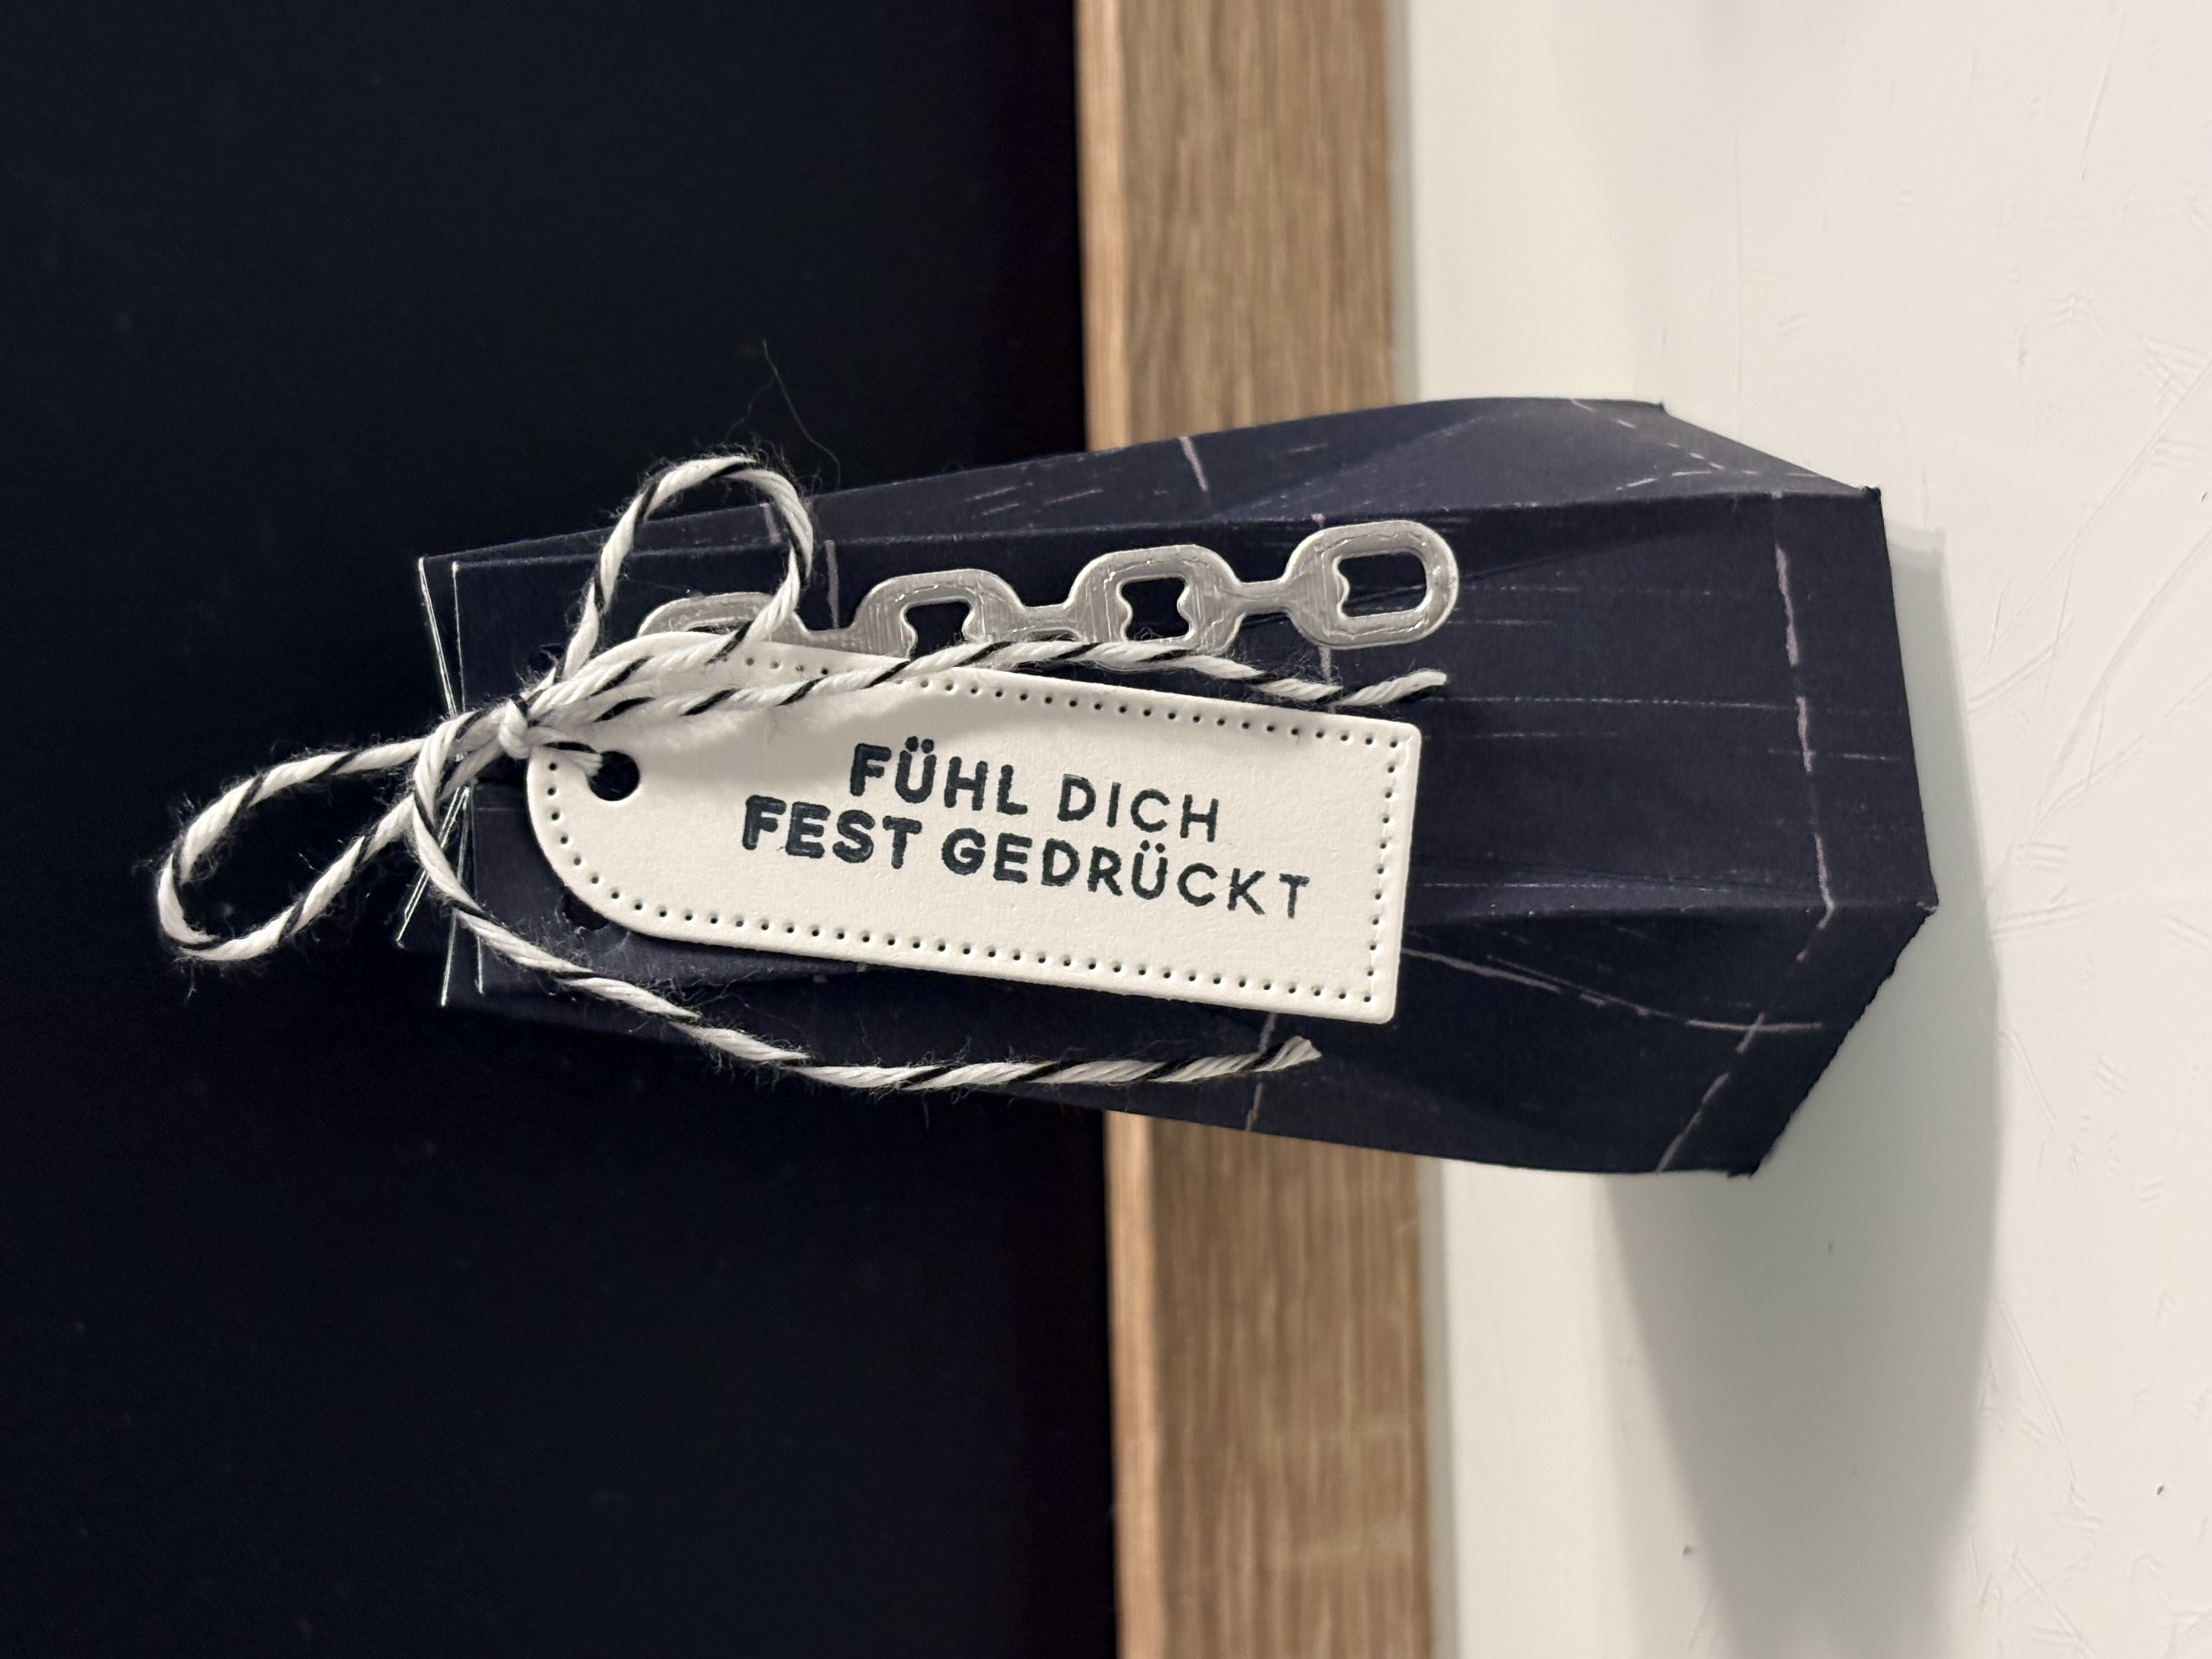 FÜHL DICH
FEST GEDRÜCKT